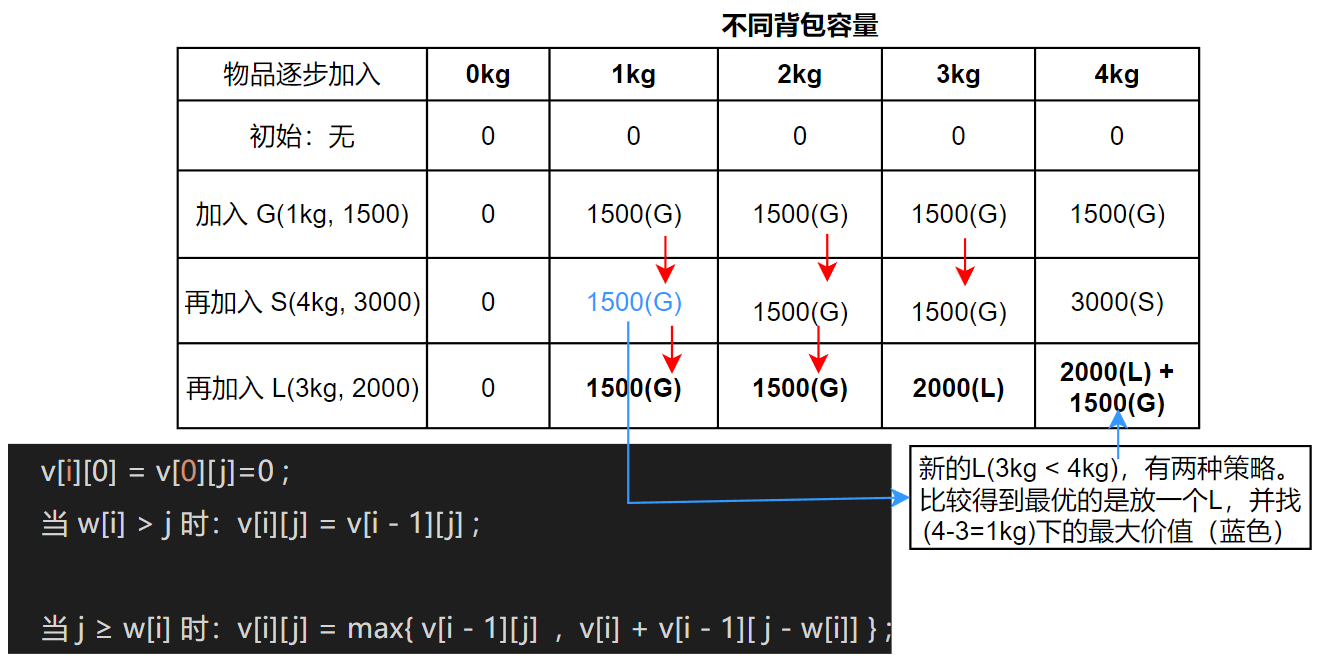 不同背包容量
物品逐步加入 0kg 1kg 2kg 3kg 4kg
初始：无 0 0 0 0 0
加入 G(1kg, 1500) 0 1500(G) 1500(G) 1500(G) 1500(G)
再加入 S(4kg, 3000) 0 1500(G) 1500(G) 1500(G) 3000(S)
再加入 L(3kg, 2000) 0 1500(G) 1500(G) 2000(L) 2000(L) +
1500(G)
v[i][0] = v[0][j]=0 ;
当 w[i] > j 时：v[i][j] = v[i - 1][j] ;
当 j ≥ w[i] 时：v[i][j] = max{ v[i - 1][j] , v[i] + v[i - 1][ j - w[i]] } ;
新的L(3kg < 4kg)，有两种策略。
比较得到最优的是放一个L，并找
(4-3=1kg)下的最大价值（蓝色）